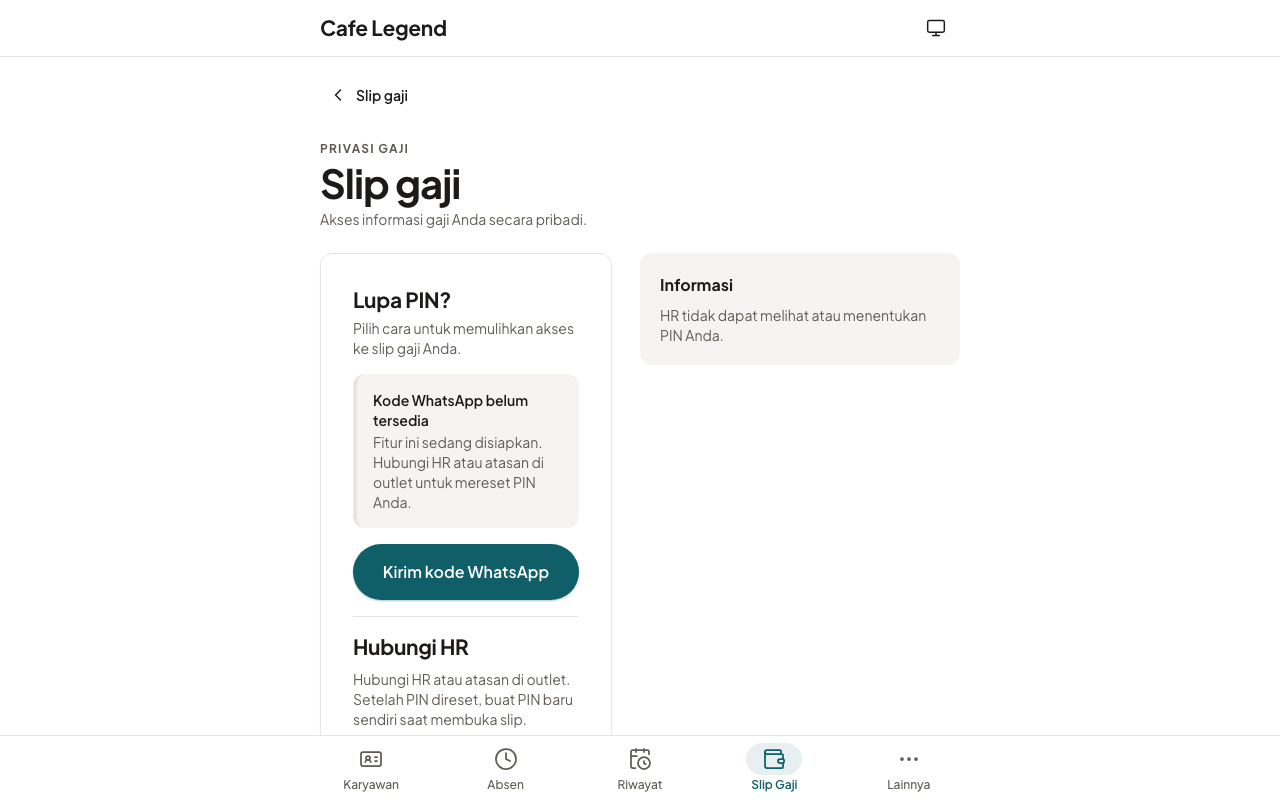 Cafe Legend
Slip gaji
PRIVASI GAJI
Slip gaji
Akses informasi gaji Anda secara pribadi.
Lupa PIN?
Pilih cara untuk memulihkan akses
ke slip gaji Anda.
Kode WhatsApp belum
tersedia
Fitur ini sedang disiapkan.
Hubungi HR atau atasan di
outlet untuk mereset PIN
Anda.
Kirim kode WhatsApp
Hubungi HR
Hubungi HR atau atasan di outlet.
Setelah PIN direset, buat PIN baru
sendiri saat membuka slip.
Informasi
HR tidak dapat melihat atau menentukan
PIN Anda.
Karyawan
Absen
Riwayat
Slip Gaji
Lainnya